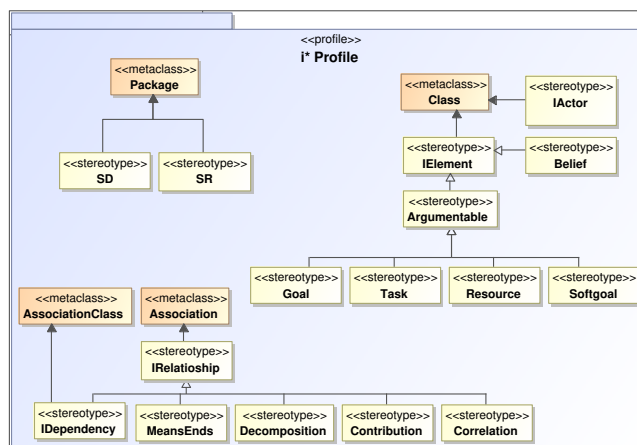 <<profile>>
i* Profile
<<metaclass>>
Package
<<stereotype>>
SD
<<stereotype>>
SR
<<metaclass>>
Class
<<stereotype>>
IActor
<<stereotype>>
IElement
<<stereotype>>
Belief
<<stereotype>>
Argumentable
<<stereotype>>
Goal
<<stereotype>>
Task
<<stereotype>>
Resource
<<stereotype>>
Softgoal
<<metaclass>>
AssociationClass
<<metaclass>>
Association
<<stereotype>>
IRelatioship
<<stereotype>>
IDependency
<<stereotype>>
MeansEnds
<<stereotype>>
Decomposition
<<stereotype>>
Contribution
<<stereotype>>
Correlation